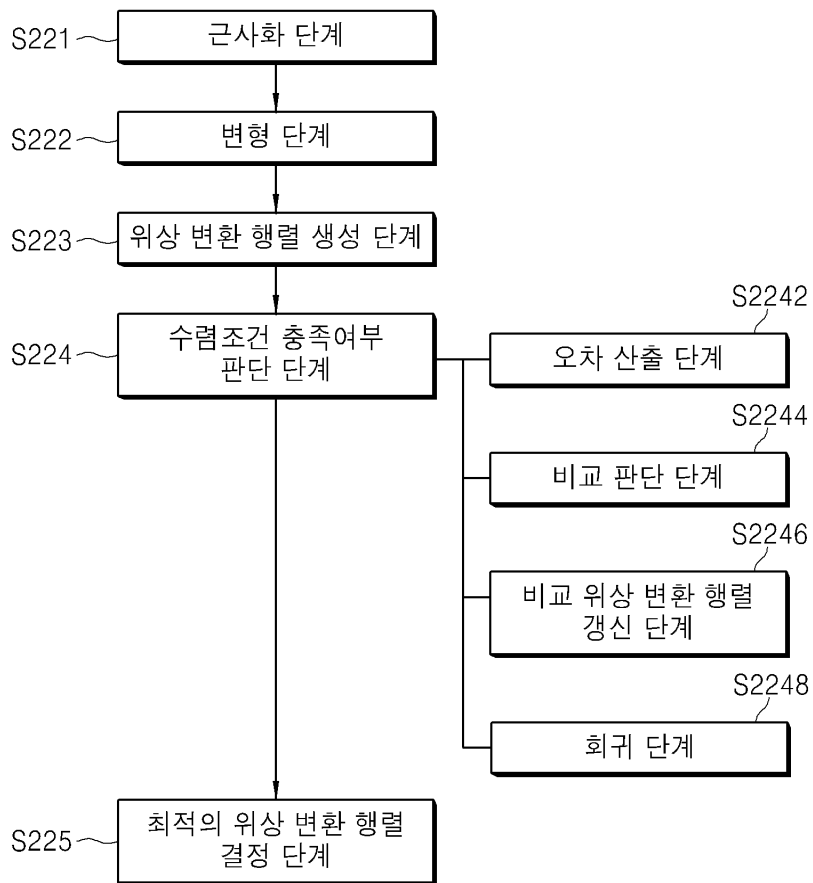 S221
근사화 단계
S222
변형 단계
S223
위상 변환 행렬 생성 단계
S224
수렴조건 충족여부
판단 단계
S2242
오차 산출 단계
S2244
비교 판단 단계
S2246
비교 위상 변환 행렬
갱신 단계
S2248
회귀 단계
S225
최적의 위상 변환 행렬
결정 단계